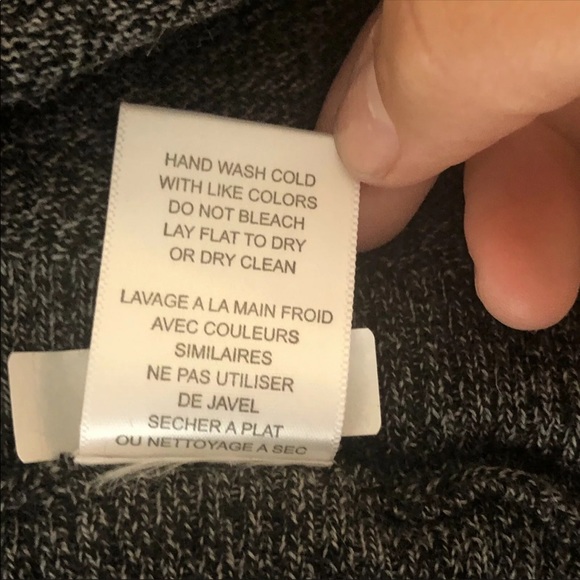 HAND WASH COLD
WITH LIKE COLORS
DO NOT BLEACH
LAY FLAT TO DRY
OR DRY CLEAN
LAVAGE A LA MAIN FROID
AVEC COULEURS
SIMILAIRES
NE PAS UTILISER
DE JAVEL
SECHER A PLAT
OU NETTOYAGE A SEC